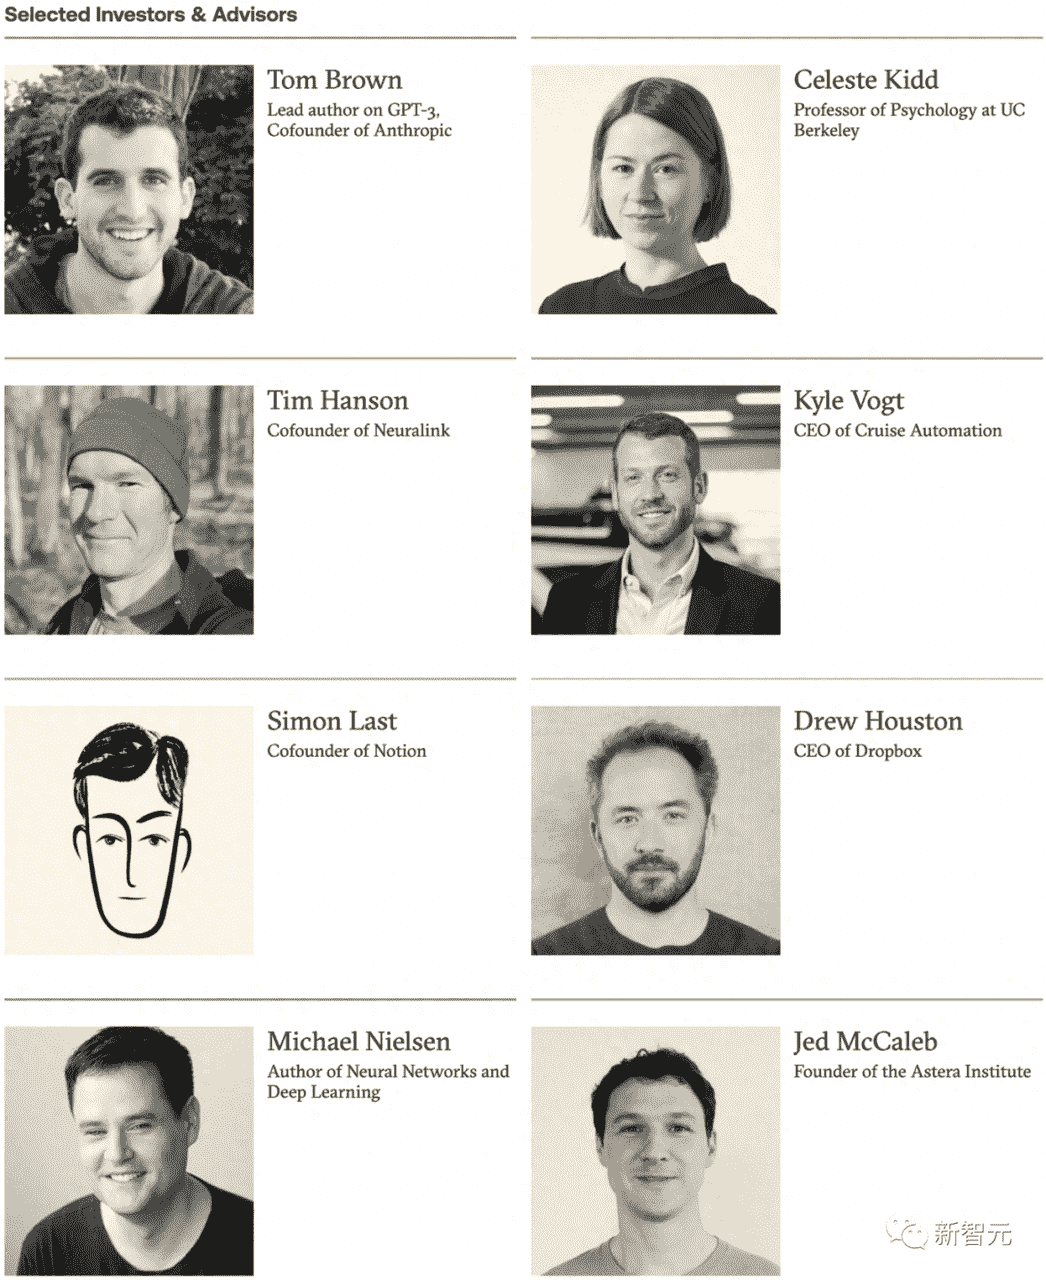 Selected Investors & Advisors
Tom Brown
Lead author on GPT-3,
Cofounder of Anthropic
Celeste Kidd
Professor of Psychology at UC
Berkeley
Tim Hanson
Cofounder of Neuralink
Kyle Vogt
CEO of Cruise Automation
Simon Last
Cofounder of Notion
Drew Houston
CEO of Dropbox
Michael Nielsen
Author of Neural Networks and
Deep Learning
Jed McCaleb
Founder of the Astera Institute
新智元